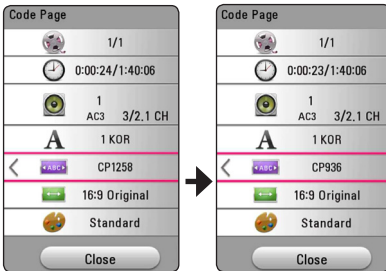 Code Page
1/1
0:00:24/1:40:06
1
AC3 3/2.1 CH
A 1 KOR
ABC CP1258
16:9 Original
Standard
Close
Code Page
1/1
0:00:23/1:40:06
1
AC3 3/2.1 CH
A 1 KOR
ABC CP936
16:9 Original
Standard
Close